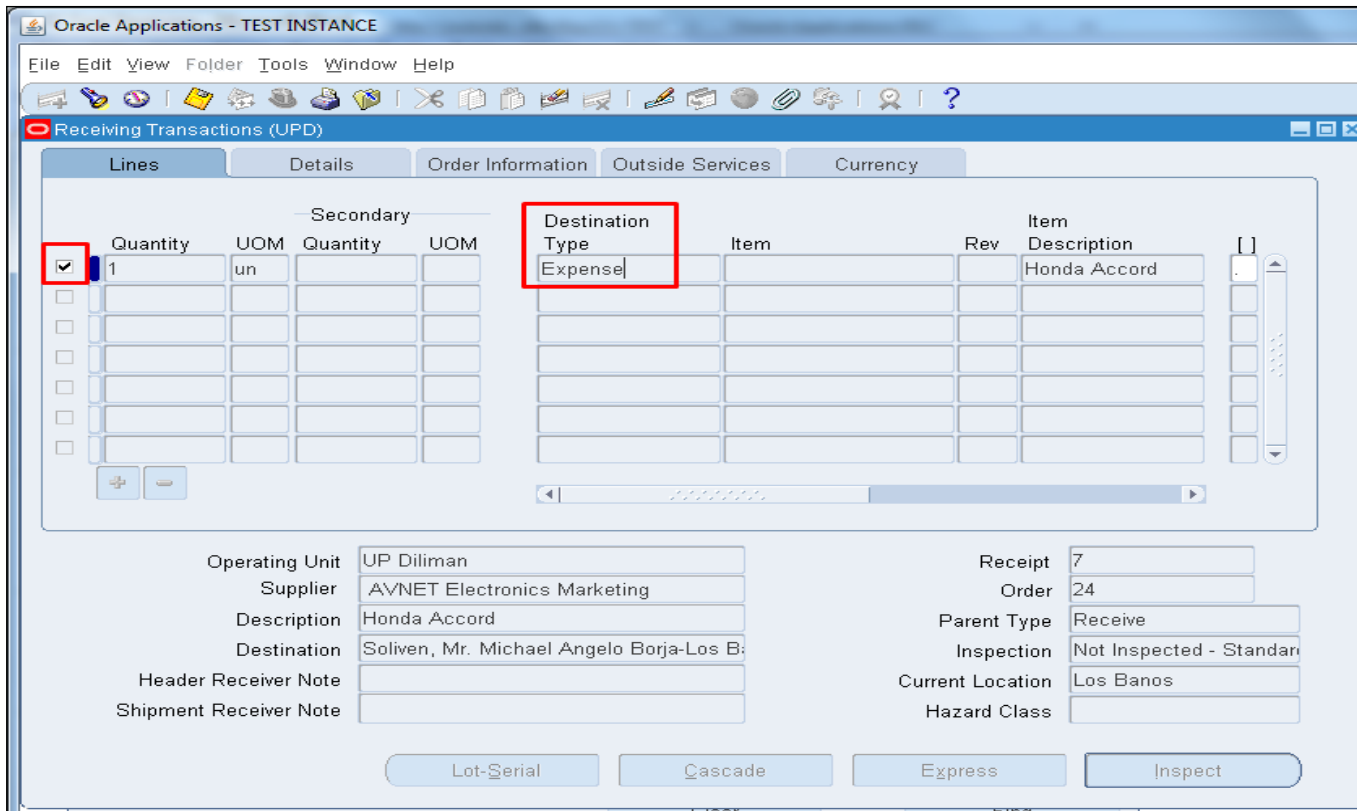 Oracle Applications - TEST INSTANCE
File Edit View Folder Tools Window Help
?
Receiving Transactions (UPD)
Lines Details Order Information Outside Services Currency
Secondary Destination Item
Quantity UOM Quantity UOM Type Item Rev Description [ ]
1 un Expense Honda Accord .
Operating Unit UP Diliman Receipt 7
Supplier AVNET Electronics Marketing Order 24
Description Honda Accord Parent Type Receive
Destination Soliven, Mr. Michael Angelo Borja-Los Inspection Not Inspected -
Header Receiver Note Current Location Los Banos
Shipment Receiver Note Hazard Class
Lot-Serial Cascade Express Inspect